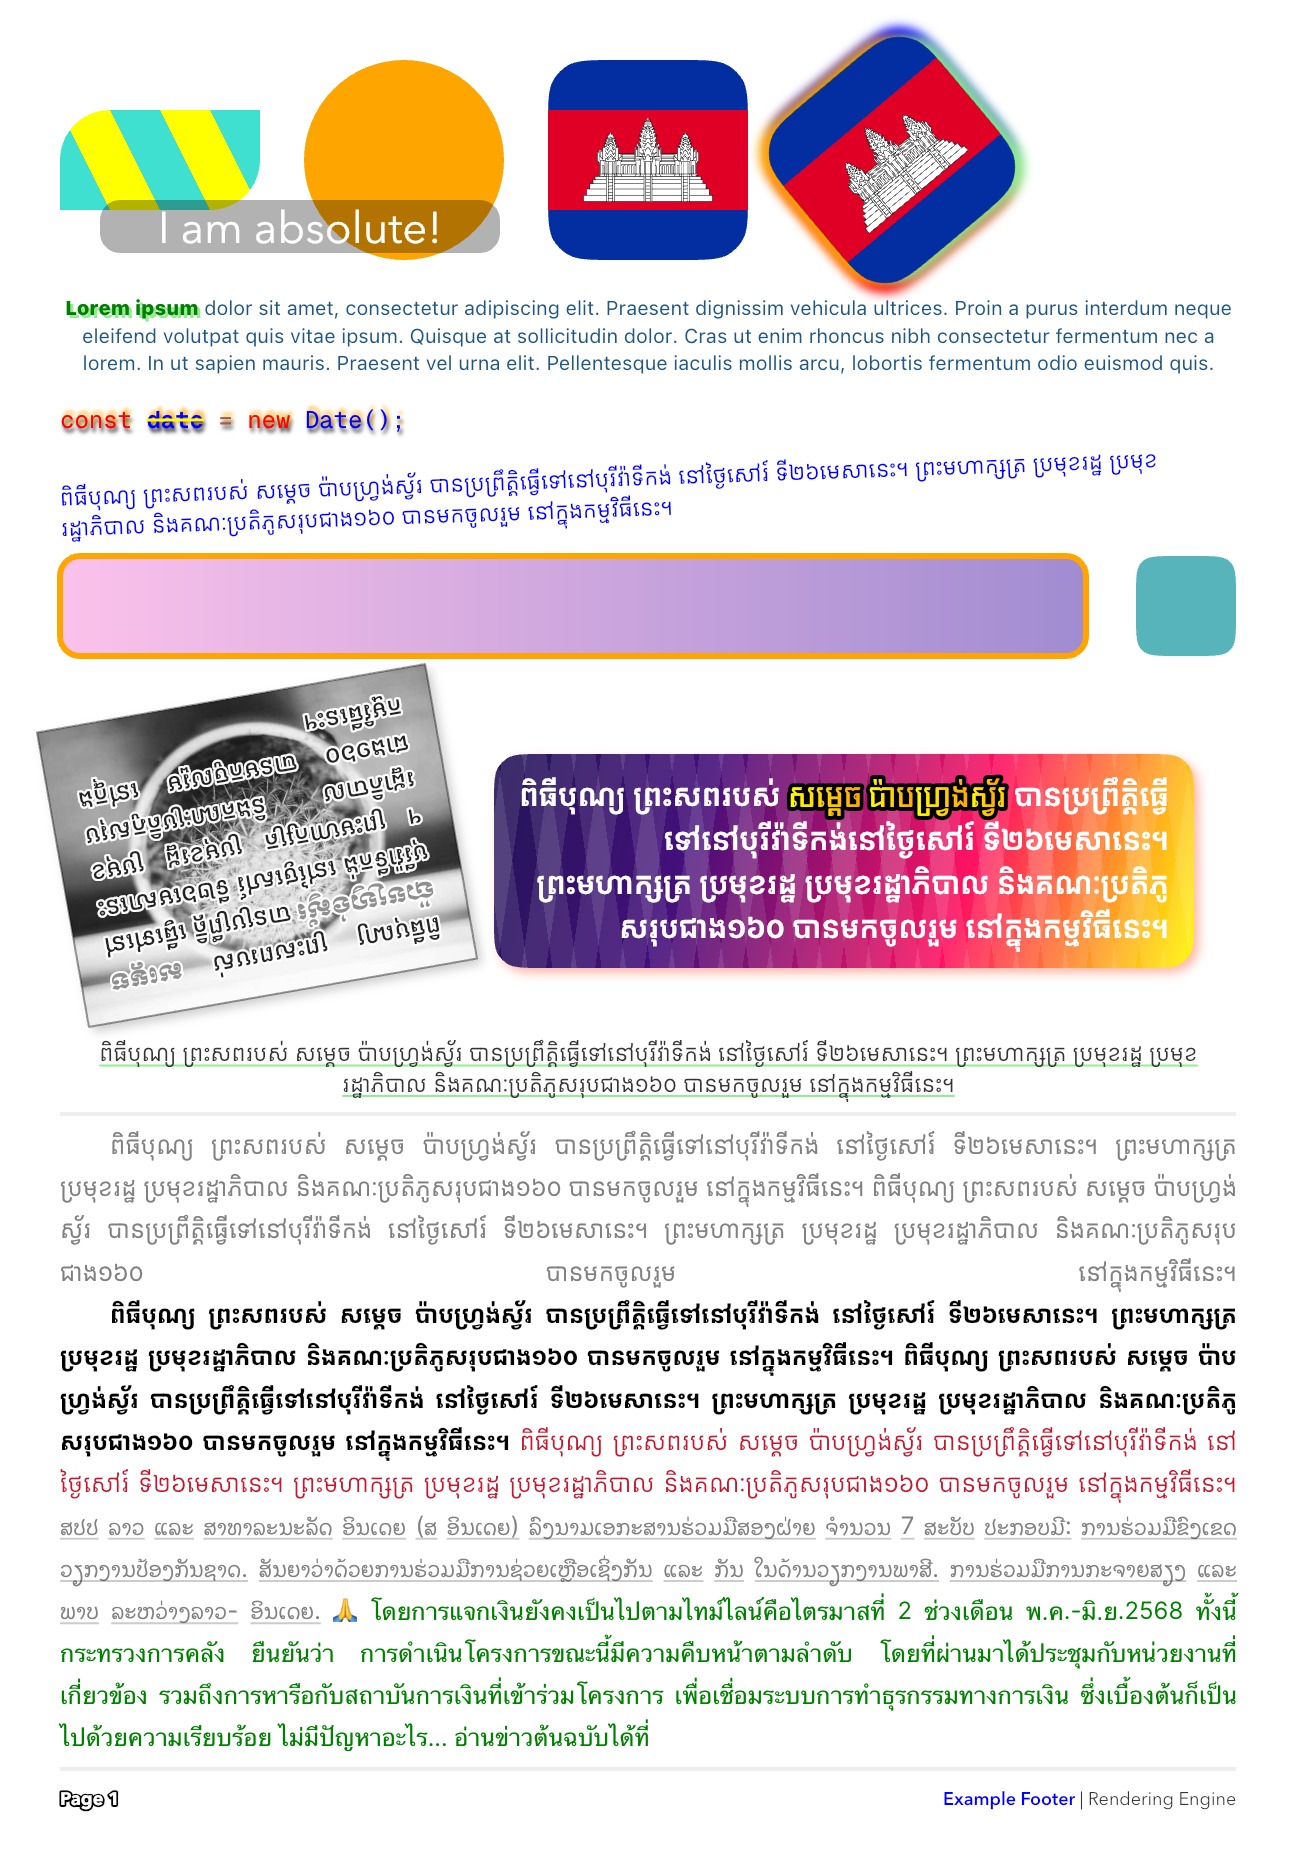 I am absolute!
Lorem ipsum dolor sit amet, consectetur adipiscing elit. Praesent dignissim vehicula ultrices. Proin a purus interdum neque
eleifend volutpat quis vitae ipsum. Quisque at sollicitudin dolor. Cras ut enim rhoncus nibh consectetur fermentum nec a
lorem. In ut sapien mauris. Praesent vel urna elit. Pellentesque iaculis mollis arcu, lobortis fermentum odio euismod quis.
const date = new Date();
ពិធីបុណ្យ ព្រះសពរបស់ សម្តេច ប៉ាបហ្វ្រង់ស្វ័រ បានប្រព្រឹត្តិធ្វើទៅនៅបុរីវ៉ាទីកង់ នៅថ្ងៃសៅរ៍ ទី២៦មេសានេះ។ ព្រះមហាក្សត្រ ប្រមុខរដ្ឋ ប្រមុខ
រដ្ឋាភិបាល និងគណៈប្រតិភូសរុបជាង១៦០ បានមកចូលរួម នៅក្នុងកម្មវិធីនេះ។
ពិធីបុណ្យ ព្រះសពរបស់ សម្តេច ប៉ាបហ្វ្រង់ស្វ័រ បានប្រព្រឹត្តិធ្វើ
ទៅនៅបុរីវ៉ាទីកង់នៅថ្ងៃសៅរ៍ ទី២៦មេសានេះ។
ព្រះមហាក្សត្រ ប្រមុខរដ្ឋ ប្រមុខរដ្ឋាភិបាល និងគណៈប្រតិភូ
សរុបជាង១៦០ បានមកចូលរួម នៅក្នុងកម្មវិធីនេះ។
ពិធីបុណ្យ ព្រះសពរបស់ សម្តេច ប៉ាបហ្វ្រង់ស្វ័រ បានប្រព្រឹត្តិធ្វើទៅនៅបុរីវ៉ាទីកង់ នៅថ្ងៃសៅរ៍ ទី២៦មេសានេះ។ ព្រះមហាក្សត្រ ប្រមុខរដ្ឋ ប្រមុខ
រដ្ឋាភិបាល និងគណៈប្រតិភូសរុបជាង១៦០ បានមកចូលរួម នៅក្នុងកម្មវិធីនេះ។
ពិធីបុណ្យ ព្រះសពរបស់ សម្តេច ប៉ាបហ្វ្រង់ស្វ័រ បានប្រព្រឹត្តិធ្វើទៅនៅបុរីវ៉ាទីកង់ នៅថ្ងៃសៅរ៍ ទី២៦មេសានេះ។ ព្រះមហាក្សត្រ
ប្រមុខរដ្ឋ ប្រមុខរដ្ឋាភិបាល និងគណៈប្រតិភូសរុបជាង១៦០ បានមកចូលរួម នៅក្នុងកម្មវិធីនេះ។ ពិធីបុណ្យ ព្រះសពរបស់ សម្តេច ប៉ាបហ្វ្រង់
ស្វ័រ បានប្រព្រឹត្តិធ្វើទៅនៅបុរីវ៉ាទីកង់ នៅថ្ងៃសៅរ៍ ទី២៦មេសានេះ។ ព្រះមហាក្សត្រ ប្រមុខរដ្ឋ ប្រមុខរដ្ឋាភិបាល និងគណៈប្រតិភូសរុប
ជាង១៦០ បានមកចូលរួម នៅក្នុងកម្មវិធីនេះ។
ពិធីបុណ្យ ព្រះសពរបស់ សម្តេច ប៉ាបហ្វ្រង់ស្វ័រ បានប្រព្រឹត្តិធ្វើទៅនៅបុរីវ៉ាទីកង់ នៅថ្ងៃសៅរ៍ ទី២៦មេសានេះ។ ព្រះមហាក្សត្រ
ប្រមុខរដ្ឋ ប្រមុខរដ្ឋាភិបាល និងគណៈប្រតិភូសរុបជាង១៦០ បានមកចូលរួម នៅក្នុងកម្មវិធីនេះ។ ពិធីបុណ្យ ព្រះសពរបស់ សម្តេច ប៉ាប
ហ្វ្រង់ស្វ័រ បានប្រព្រឹត្តិធ្វើទៅនៅបុរីវ៉ាទីកង់ នៅថ្ងៃសៅរ៍ ទី២៦មេសានេះ។ ព្រះមហាក្សត្រ ប្រមុខរដ្ឋ ប្រមុខរដ្ឋាភិបាល និងគណៈប្រតិភូ
សរុបជាង១៦០ បានមកចូលរួម នៅក្នុងកម្មវិធីនេះ។ ពិធីបុណ្យ ព្រះសពរបស់ សម្តេច ប៉ាបហ្វ្រង់ស្វ័រ បានប្រព្រឹត្តិធ្វើទៅនៅបុរីវ៉ាទីកង់ នៅ
ថ្ងៃសៅរ៍ ទី២៦មេសានេះ។ ព្រះមហាក្សត្រ ប្រមុខរដ្ឋ ប្រមុខរដ្ឋាភិបាល និងគណៈប្រតិភូសរុបជាង១៦០ បានមកចូលរួម នៅក្នុងកម្មវិធីនេះ។
ສປປ ລາວ ແລະ ສາທາລະນະລັດ ອິນເດຍ (ສ ອິນເດຍ) ລົງນາມເອກະສານຮ່ວມມືສອງຝ່າຍ ຈຳນວນ 7 ສະບັບ ປະກອບມີ: ການຮ່ວມມືຂົງເຂດ
ວຽກງານປ້ອງກັນຊາດ. ສັນຍາວ່າດ້ວຍການຮ່ວມມືການຊ່ວຍເຫຼືອເຊິ່ງກັນ ແລະ ກັນ ໃນດ້ານວຽກງານພາສີ. ການຮ່ວມມືການກະຈາຍສຽງ ແລະ
ພາບ ລະຫວ່າງລາວ- ອິນເດຍ. 🙏 โดยการแจกเงินยังคงเป็นไปตามไทม์ไลน์คือไตรมาสที่ 2 ช่วงเดือน พ.ค.-มิ.ย.2568 ทั้งนี้
กระทรวงการคลัง ยืนยันว่า การดำเนินโครงการขณะนี้มีความคืบหน้าตามลำดับ โดยที่ผ่านมาได้ประชุมกับหน่วยงานที่
เกี่ยวข้อง รวมถึงการหารือกับสถาบันการเงินที่เข้าร่วมโครงการ เพื่อเชื่อมระบบการทำธุรกรรมทางการเงิน ซึ่งเบื้องต้นก็เป็น
ไปด้วยความเรียบร้อย ไม่มีปัญหาอะไร... อ่านข่าวต้นฉบับได้ที่
Page 1
Example Footer | Rendering Engine